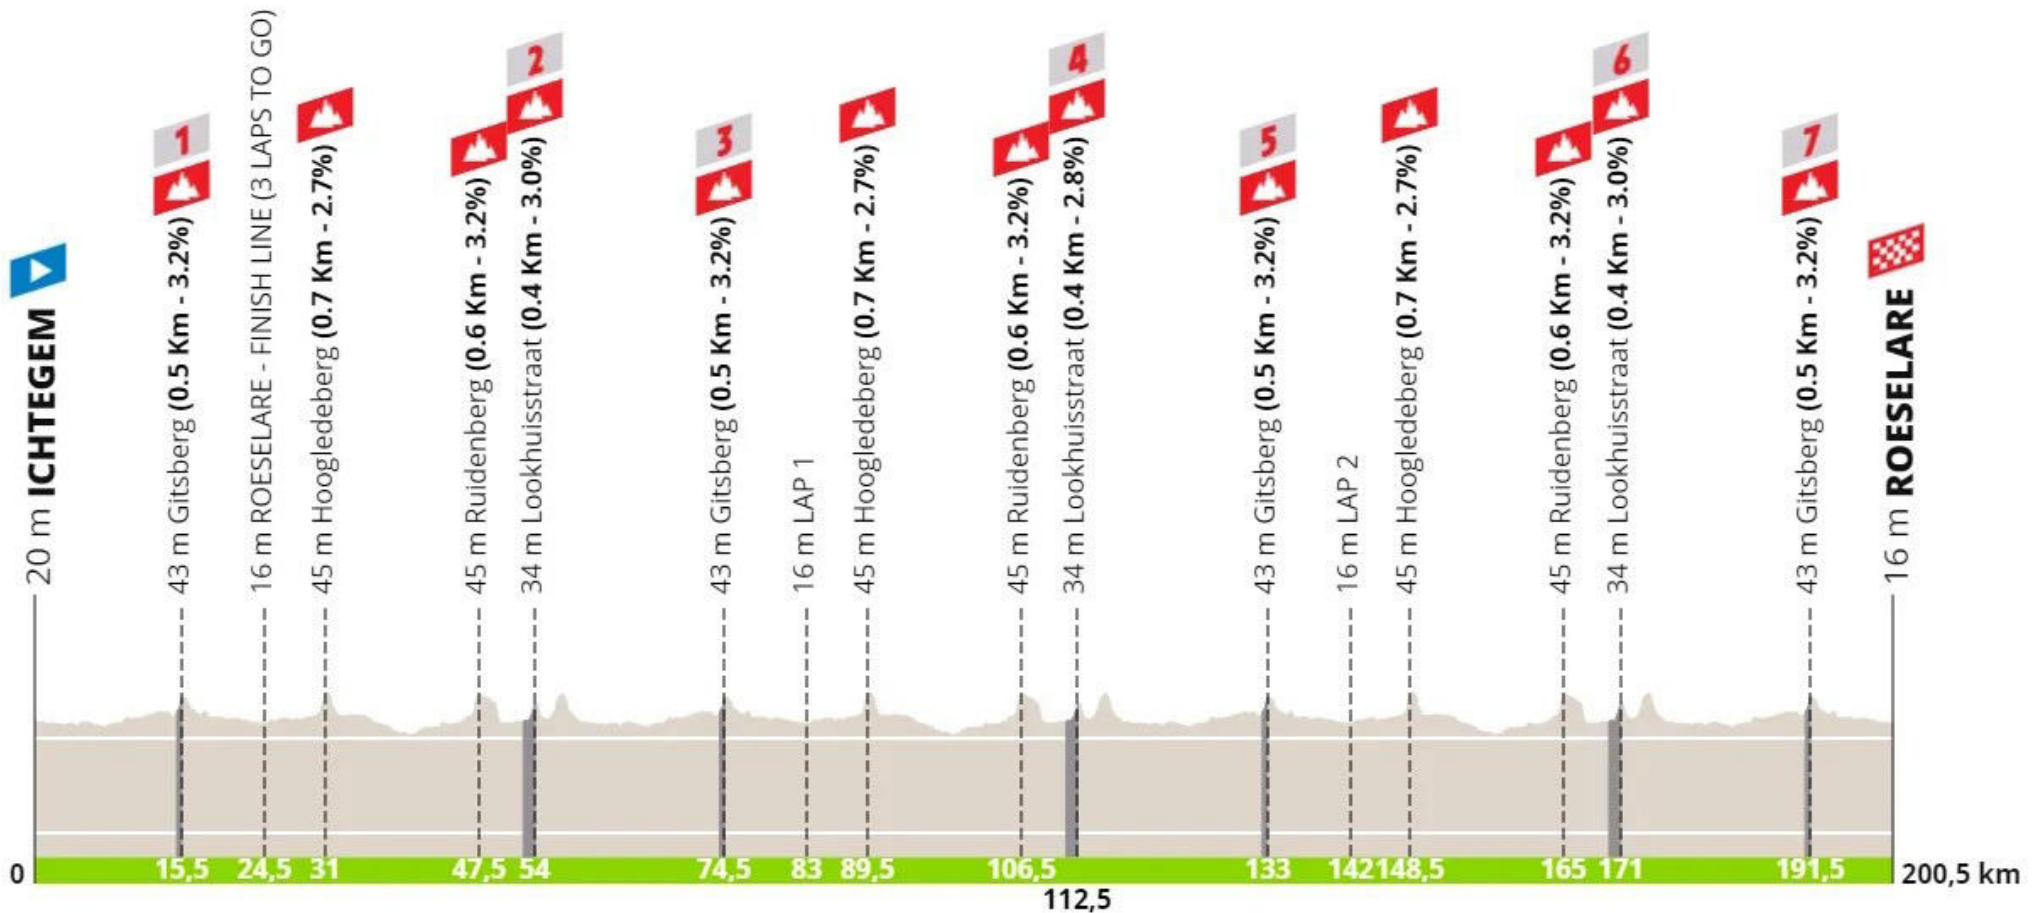 20 m ICHTEGEM
1
43 m Gitsberg (0.5 Km - 3.2%)
16 m ROESELARE - FINISH LINE (3 LAPS TO GO)
45 m Hoogledeberg (0.7 Km - 2.7%)
45 m Ruidenberg (0.6 Km - 3.2%)
2
34 m Lookhuisstraat (0.4 Km - 3.0%)
3
43 m Gitsberg (0.5 Km - 3.2%)
16 m LAP 1
45 m Hoogledeberg (0.7 Km - 2.7%)
45 m Ruidenberg (0.6 Km - 3.2%)
4
34 m Lookhuisstraat (0.4 Km - 2.8%)
5
43 m Gitsberg (0.5 Km - 3.2%)
16 m LAP 2
45 m Hoogledeberg (0.7 Km - 2.7%)
45 m Ruidenberg (0.6 Km - 3.2%)
6
34 m Lookhuisstraat (0.4 Km - 3.0%)
7
43 m Gitsberg (0.5 Km - 3.2%)
16 m ROESELARE
0 15,5 24,5 31 47,5 54 74,5 83 89,5 106,5 133 142 148,5 165 171 191,5 200,5 km
112,5